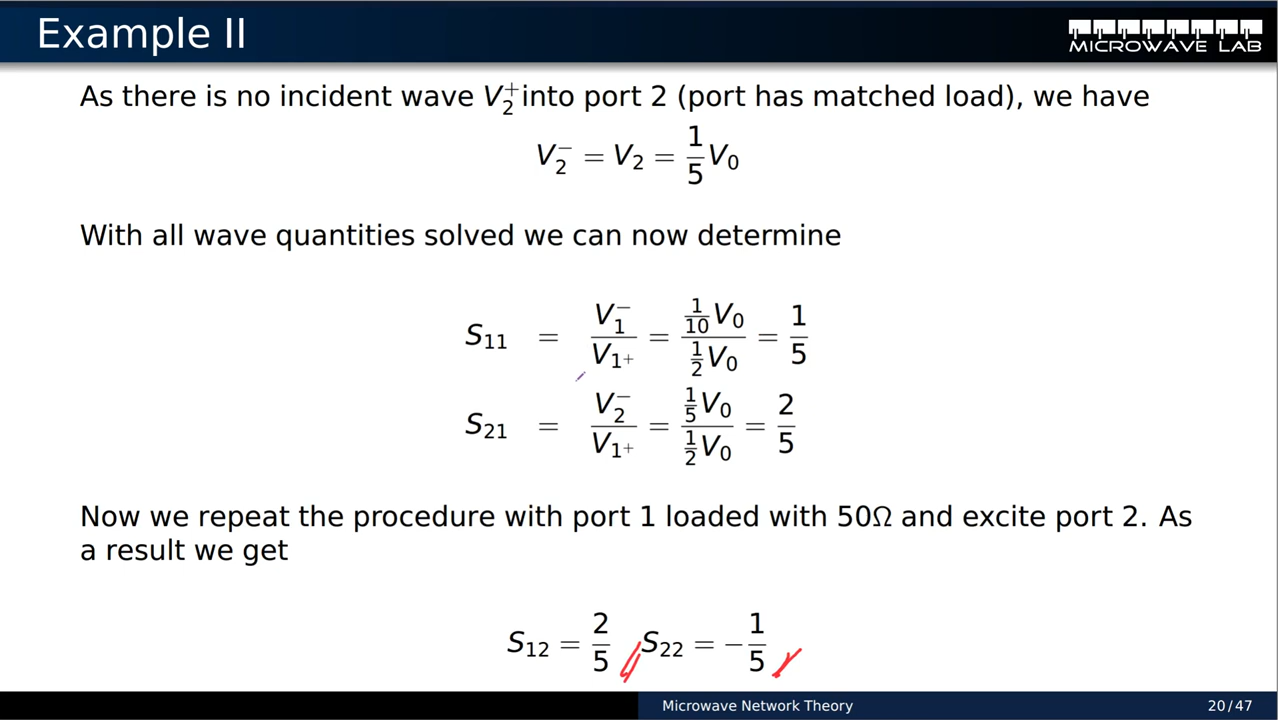 Example II
MICROWAVE LAB
As there is no incident wave V₂⁺ into port 2 (port has matched load), we have
V₂⁻ = V₂ = 1/5 V₀
With all wave quantities solved we can now determine
S₁₁ = V₁⁻ / V₁₊ = (1/10 V₀) / (1/2 V₀) = 1/5
S₂₁ = V₂⁻ / V₁₊ = (1/5 V₀) / (1/2 V₀) = 2/5
Now we repeat the procedure with port 1 loaded with 50Ω and excite port 2. As
a result we get
S₁₂ = 2/5 S₂₂ = −1/5
Microwave Network Theory 20/47